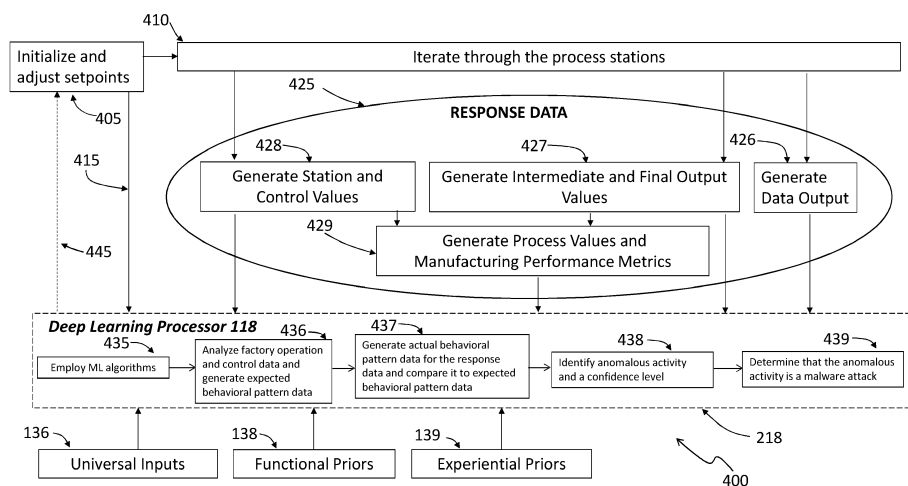 410
Initialize and
adjust setpoints
Iterate through the process stations
425
405
RESPONSE DATA
426
428
427
415
Generate Station and
Control Values
Generate Intermediate and Final Output
Values
Generate
Data Output
429
Generate Process Values and
Manufacturing Performance Metrics
445
Deep Learning Processor 118
435
436
437
438
439
Employ ML algorithms
Analyze factory operation
and control data and
generate expected
behavioral pattern data
Generate actual behavioral
pattern data for the response
data and compare it to expected
behavioral pattern data
Identify anomalous activity
and a confidence level
Determine that the anomalous
activity is a malware attack
136
138
139
218
Universal Inputs
Functional Priors
Experiential Priors
400